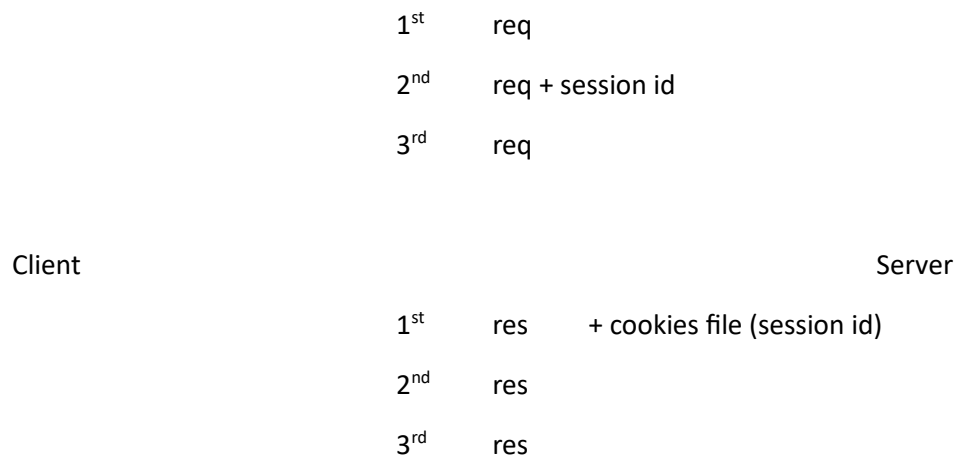 1st req
2nd req + session id
3rd req
Client Server
1st res + cookies file (session id)
2nd res
3rd res